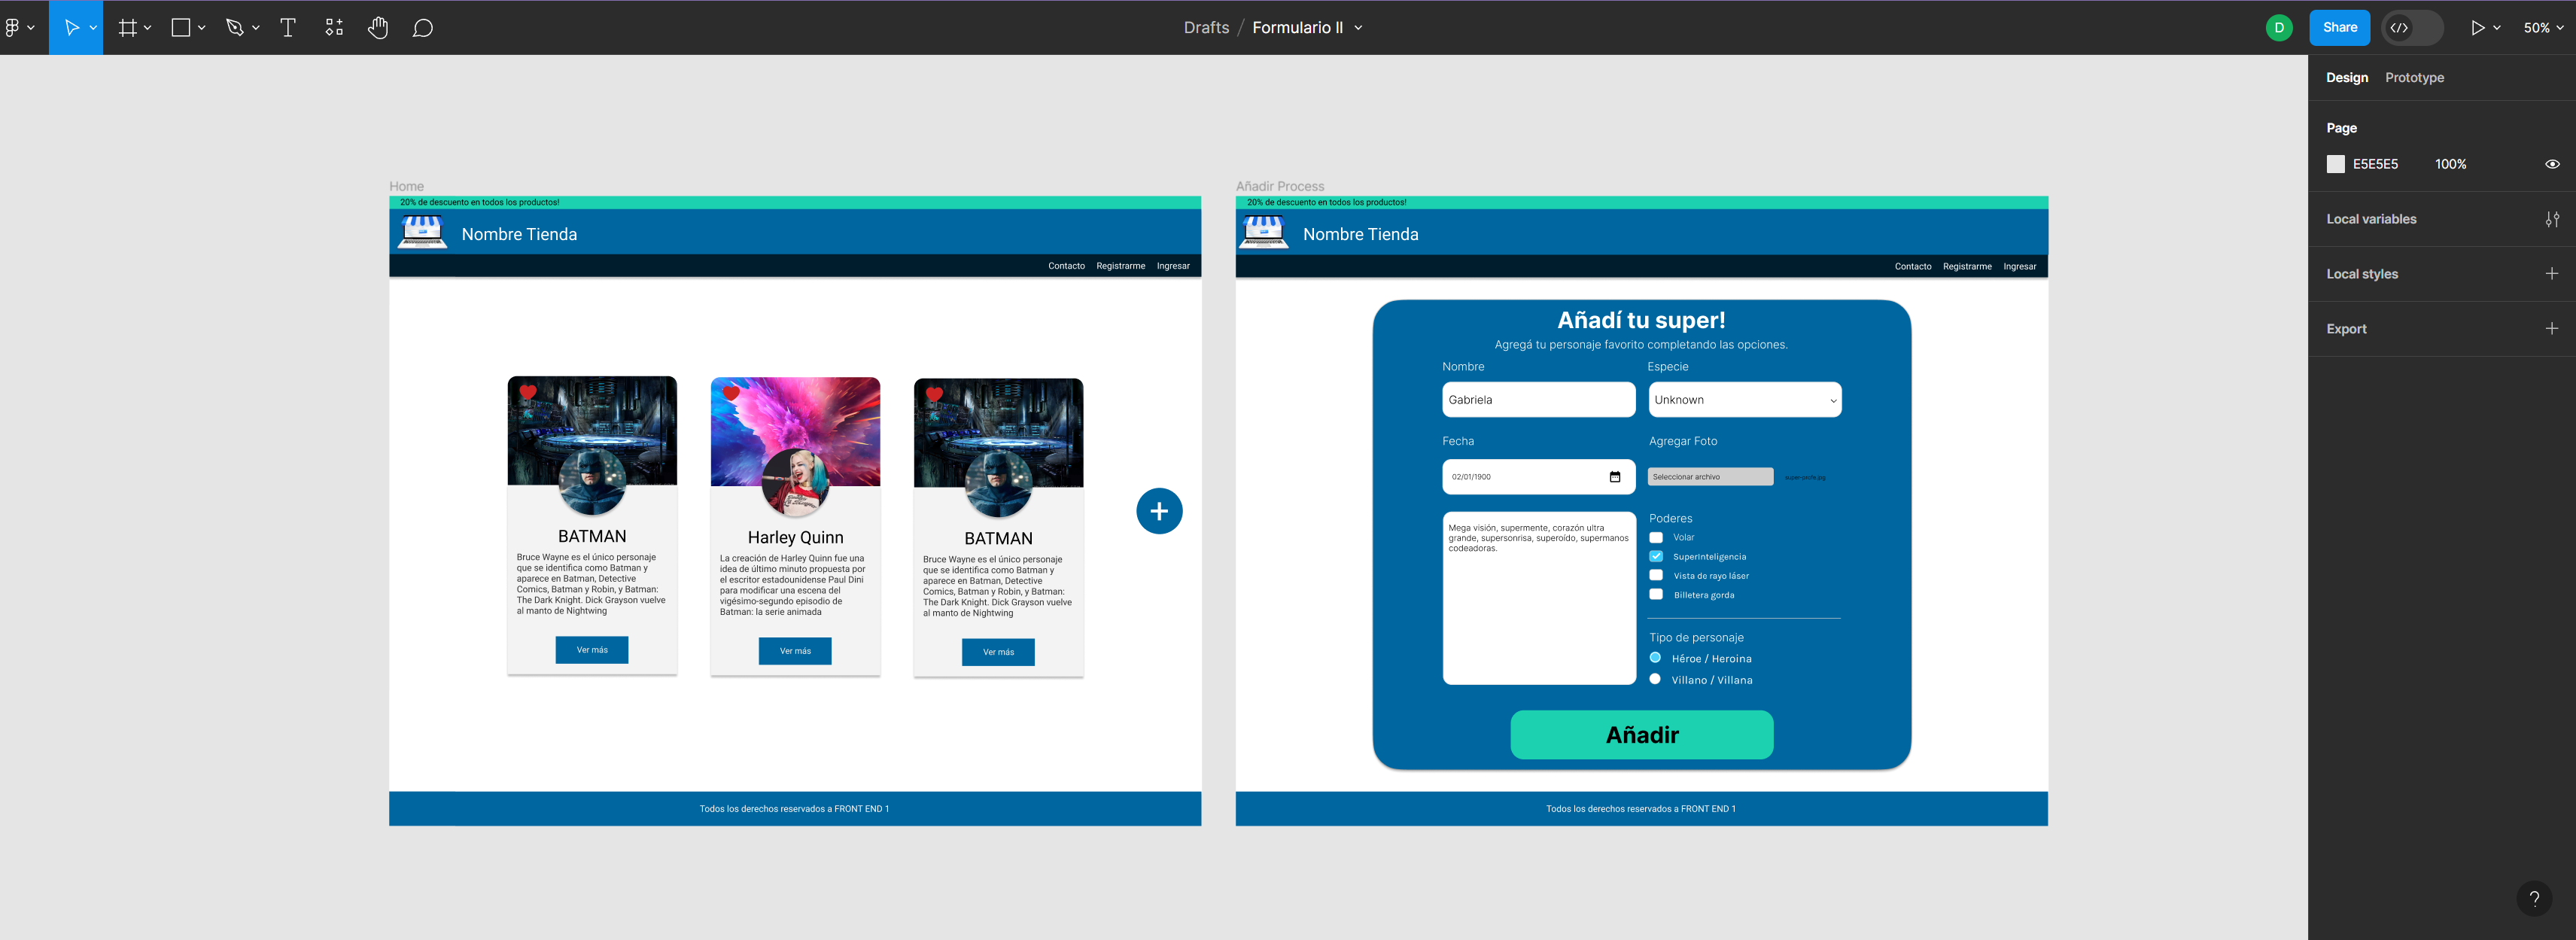 Drafts / Formulario II
D
Share
50%
Design Prototype
Page
E5E5E5 100%
Local variables
Local styles
Export
?
Home
20% de descuento en todos los productos!
Nombre Tienda
Contacto Registrarme Ingresar
BATMAN
Bruce Wayne es el único personaje
que se identifica como Batman y
aparece en Batman, Detective
Comics, Batman y Robin, y Batman:
The Dark Knight. Dick Grayson vuelve
al manto de Nightwing
Ver más
Harley Quinn
La creación de Harley Quinn fue una
idea de último minuto propuesta por
el escritor estadounidense Paul Dini
para modificar una escena del
vigésimo-segundo episodio de
Batman: la serie animada
Ver más
BATMAN
Bruce Wayne es el único personaje
que se identifica como Batman y
aparece en Batman, Detective
Comics, Batman y Robin, y Batman:
The Dark Knight. Dick Grayson vuelve
al manto de Nightwing
Ver más
Todos los derechos reservados a FRONT END 1
Añadir Process
20% de descuento en todos los productos!
Nombre Tienda
Contacto Registrarme Ingresar
Añadí tu super!
Agregá tu personaje favorito completando las opciones.
Nombre
Gabriela
Especie
Unknown
Fecha
02/01/1900
Agregar Foto
Seleccionar archivo
Mega visión, supermente, corazón ultra
grande, supersonrisa, superoído, supermanos
codeadoras.
Poderes
Volar
SuperInteligencia
Vista de rayo láser
Billetera gorda
Tipo de personaje
Héroe / Heroina
Villano / Villana
Añadir
Todos los derechos reservados a FRONT END 1